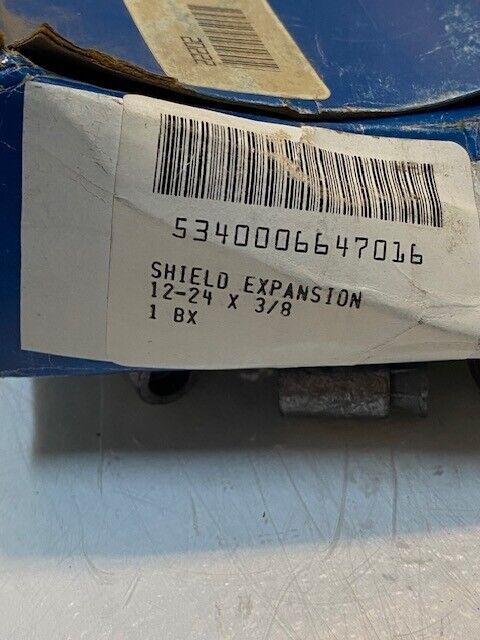 5340006647016
SHIELD EXPANSION
12-24 X 3/8
1 BX